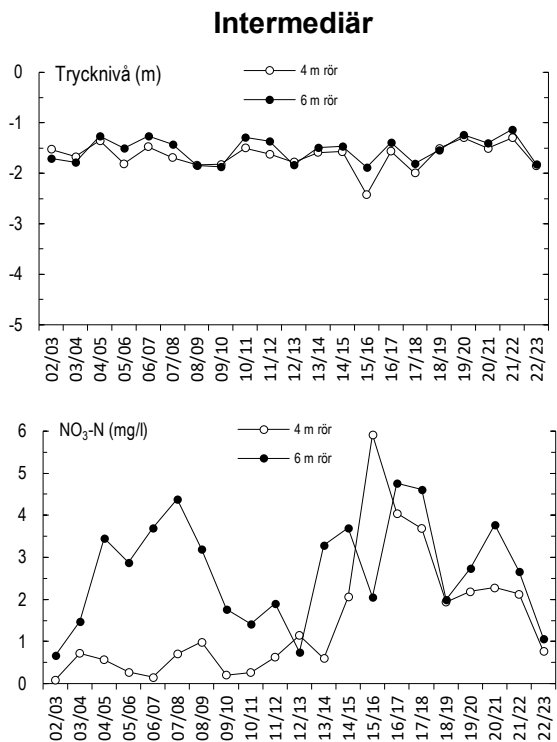 Intermediär
Trycknivå (m)
4 m rör
6 m rör
0
-1
-2
-3
-4
-5
02/03 03/04 04/05 05/06 06/07 07/08 08/09 09/10 10/11 11/12 12/13 13/14 14/15 15/16 16/17 17/18 18/19 19/20 20/21 21/22 22/23
NO₃-N (mg/l)
4 m rör
6 m rör
6
5
4
3
2
1
0
02/03 03/04 04/05 05/06 06/07 07/08 08/09 09/10 10/11 11/12 12/13 13/14 14/15 15/16 16/17 17/18 18/19 19/20 20/21 21/22 22/23